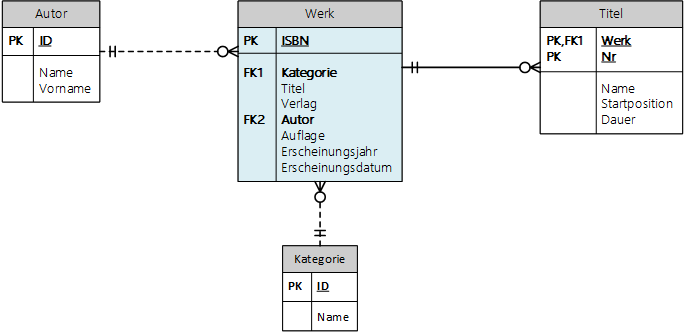 Autor
PK ID
Name
Vorname
Werk
PK ISBN
FK1 Kategorie
Titel
Verlag
FK2 Autor
Auflage
Erscheinungsjahr
Erscheinungsdatum
Titel
PK,FK1 Werk
PK Nr
Name
Startposition
Dauer
Kategorie
PK ID
Name